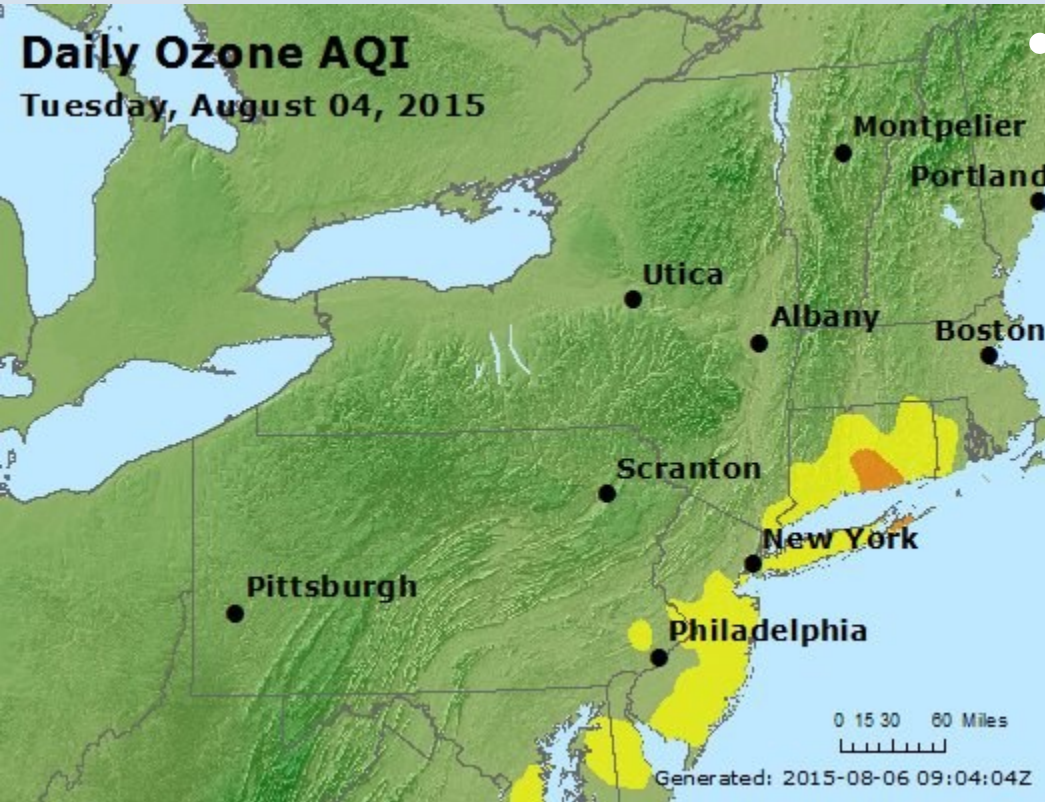 Daily Ozone AQI
Tuesday, August 04, 2015
Montpelier
Portland
Utica
Albany
Boston
Scranton
New York
Pittsburgh
Philadelphia
0 15 30 60 Miles
Generated: 2015-08-06 09:04:04Z